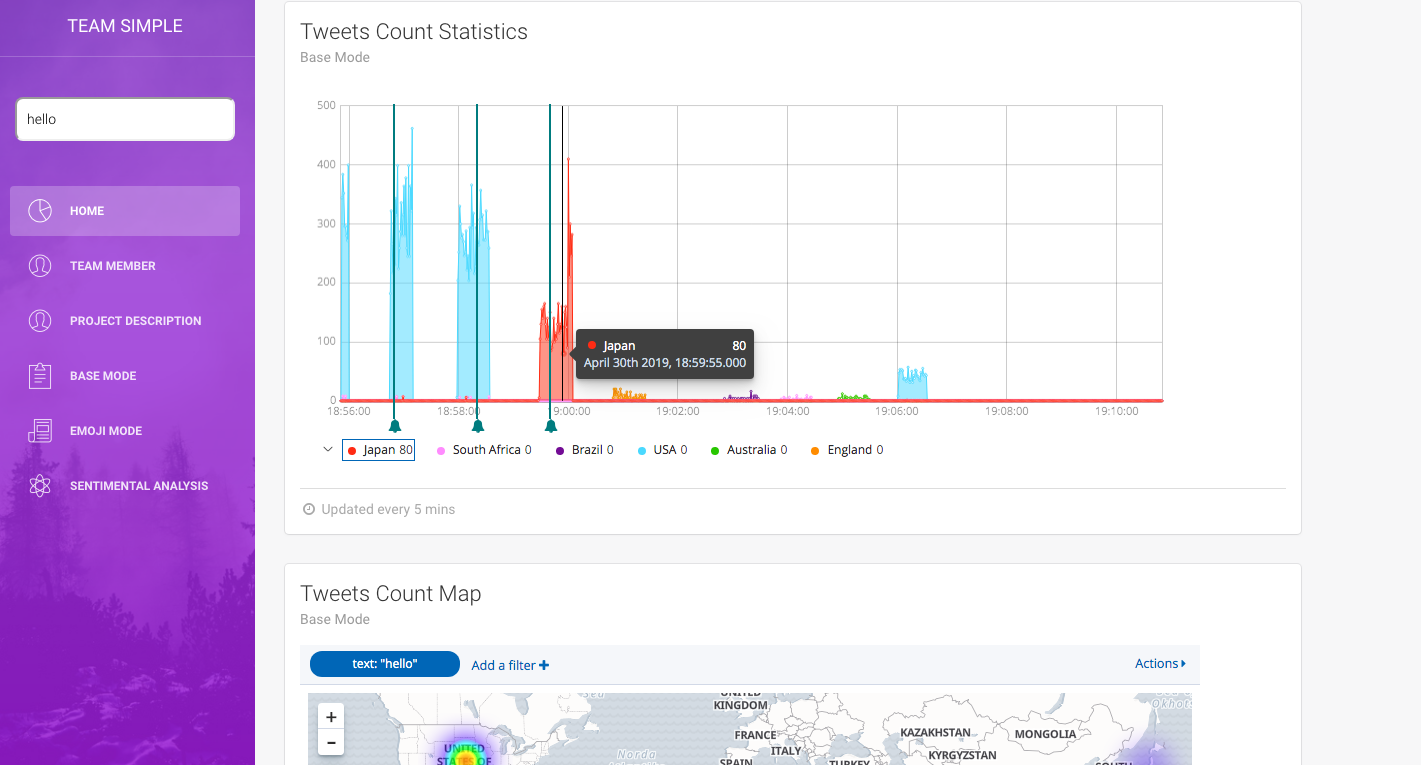 TEAM SIMPLE
hello
HOME
TEAM MEMBER
PROJECT DESCRIPTION
BASE MODE
EMOJI MODE
SENTIMENTAL ANALYSIS
Tweets Count Statistics
Base Mode
500
400
300
200
100
0
18:56:00 18:58:00 19:00:00 19:02:00 19:04:00 19:06:00 19:08:00 19:10:00
Japan 80
April 30th 2019, 18:59:55.000
Japan 80 South Africa 0 Brazil 0 USA 0 Australia 0 England 0
Updated every 5 mins
Tweets Count Map
Base Mode
text: "hello" Add a filter Actions
+
−
UNITED
KINGDOM
FRANCE
ITALY
SPAIN
TURKEY
KAZAKHSTAN
KYRGYZSTAN
MONGOLIA
SOUTH
UNITED
STATES OF
Norda
Okhots